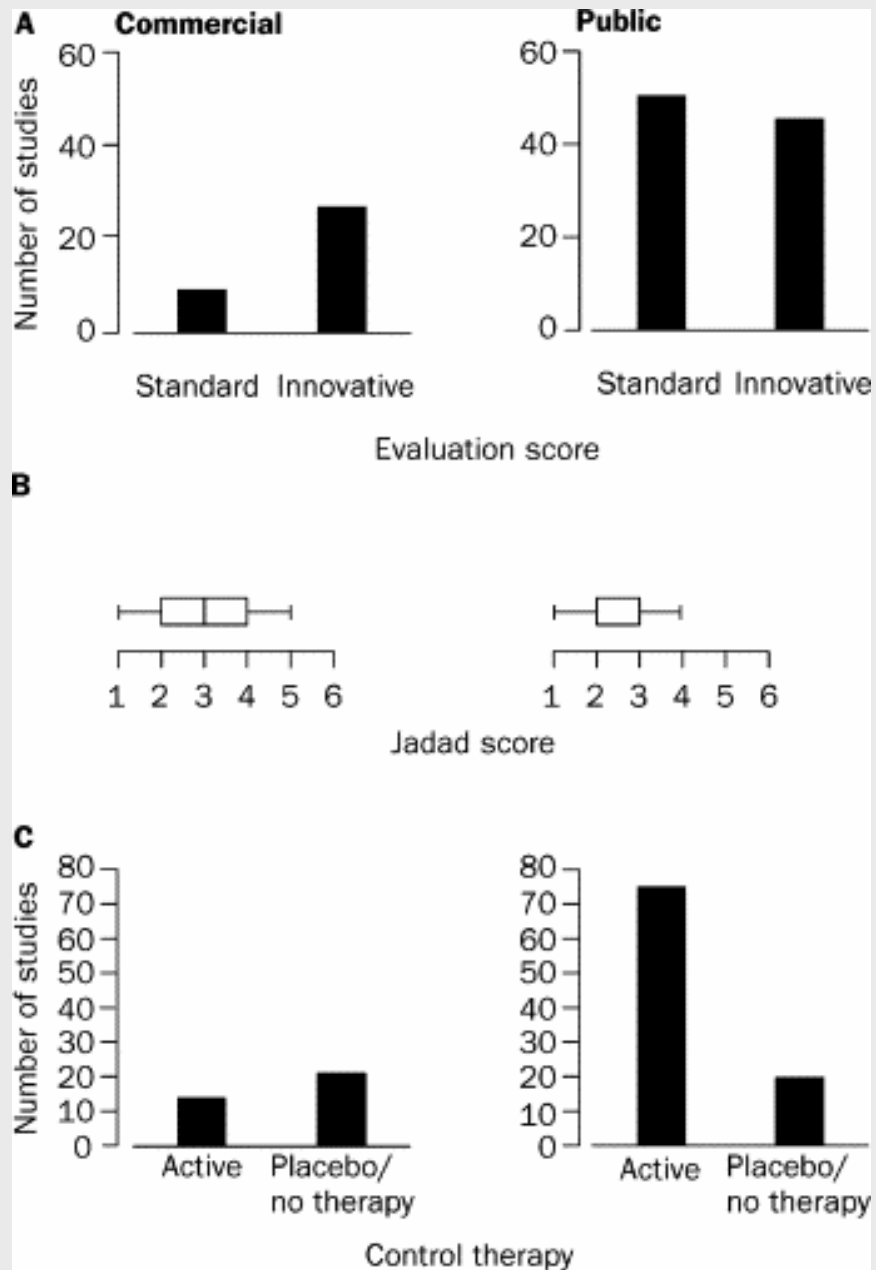 A Commercial Public
60 60
40 40
20 20
0 0
Number of studies
Standard Innovative Standard Innovative
Evaluation score
B
1 2 3 4 5 6 1 2 3 4 5 6
Jadad score
C
80 80
70 70
60 60
50 50
40 40
30 30
20 20
10 10
0 0
Number of studies
Active Placebo/ Active Placebo/
no therapy no therapy
Control therapy